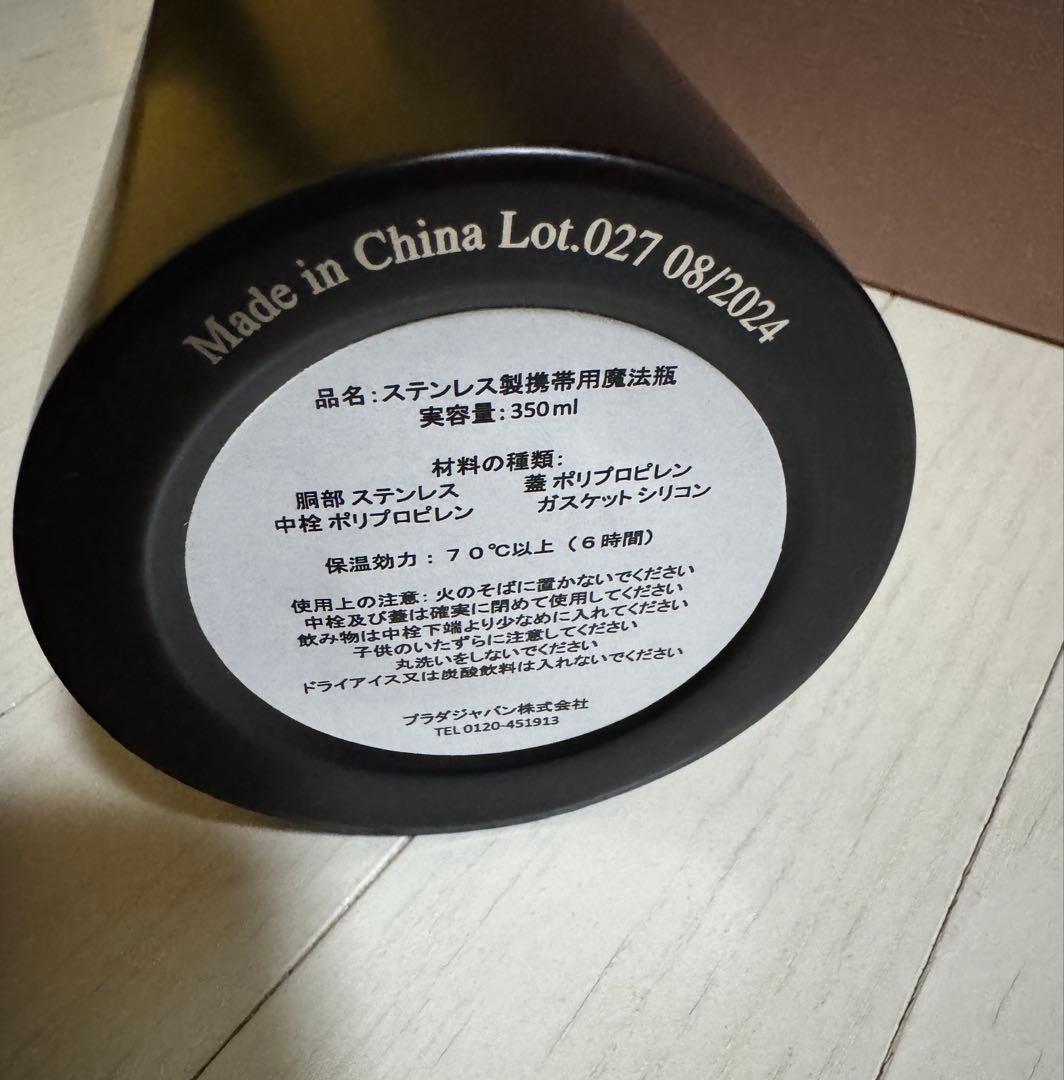 Made in China Lot.027 08/2024
品名：ステンレス製携帯用魔法瓶
実容量：350ml
材料の種類：
胴部 ステンレス 蓋 ポリプロピレン
中栓 ポリプロピレン ガスケット シリコン
保温効力：７０℃以上（６時間）
使用上の注意：火のそばに置かないでください
中栓及び蓋は確実に閉めて使用してください
飲み物は中栓下端より少なめに入れてください
子供のいたずらに注意してください
丸洗いをしないでください
ドライアイス又は炭酸飲料は入れないでください
プラダジャパン株式会社
TEL 0120-451913